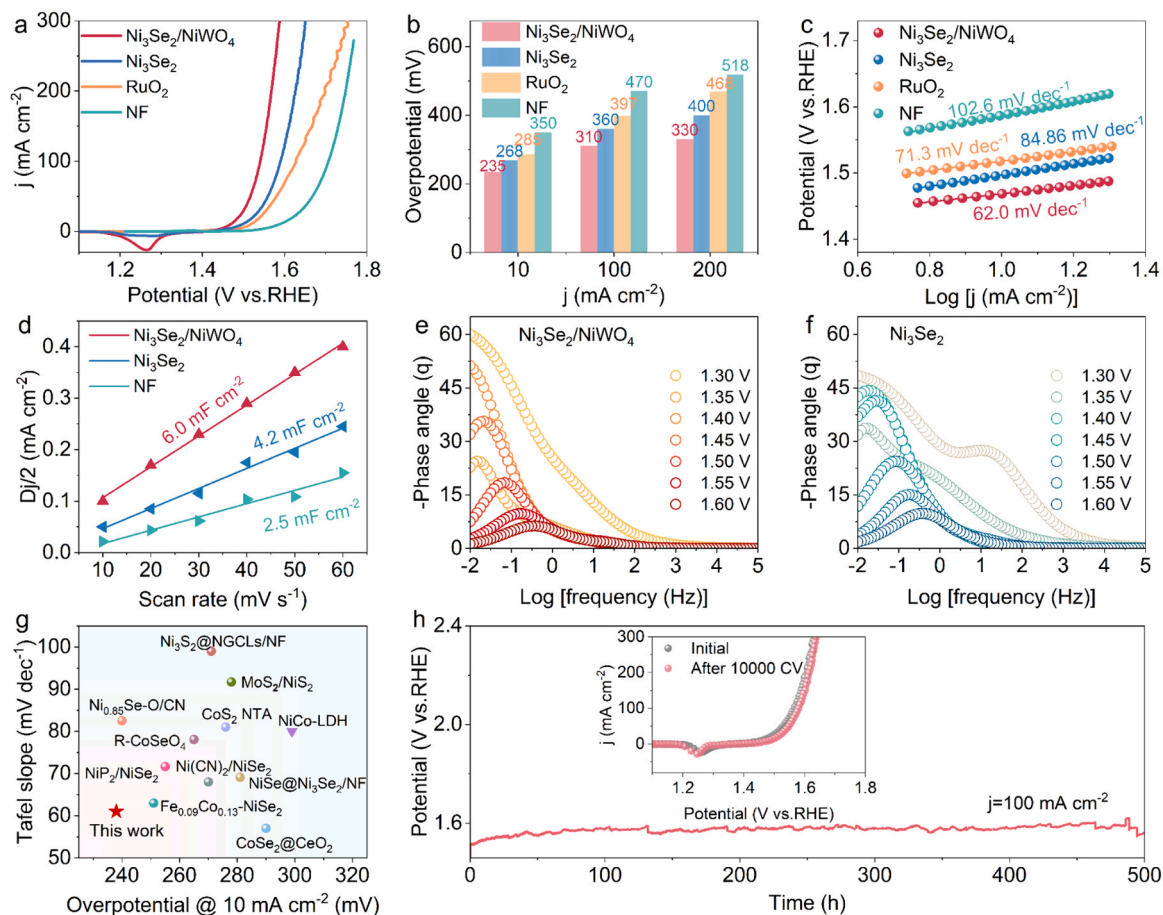 a
Ni₃Se₂/NiWO₄
Ni₃Se₂
RuO₂
NF
j (mA cm⁻²)
300
200
100
0
1.2 1.4 1.6 1.8
Potential (V vs.RHE)
b
Ni₃Se₂/NiWO₄
Ni₃Se₂
RuO₂
NF
Overpotential (mV)
600
400
200
0
235 268 285 350
310 360 397 470
330 400 468 518
10 100 200
j (mA cm⁻²)
c
Ni₃Se₂/NiWO₄
Ni₃Se₂
RuO₂
NF
Potential (V vs.RHE)
1.7
1.6
1.5
1.4
102.6 mV dec⁻¹
71.3 mV dec⁻¹
84.86 mV dec⁻¹
62.0 mV dec⁻¹
0.6 0.8 1.0 1.2 1.4
Log [j (mA cm⁻²)]
d
Ni₃Se₂/NiWO₄
Ni₃Se₂
NF
Dj/2 (mA cm⁻²)
0.4
0.2
0.1
0.0
6.0 mF cm⁻²
4.2 mF cm⁻²
2.5 mF cm⁻²
10 20 30 40 50 60
Scan rate (mV s⁻¹)
e
Ni₃Se₂/NiWO₄
-Phase angle (q)
60
45
30
15
0
1.30 V
1.35 V
1.40 V
1.45 V
1.50 V
1.55 V
1.60 V
-2 -1 0 1 2 3 4 5
Log [frequency (Hz)]
f
Ni₃Se₂
-Phase angle (q)
60
45
30
15
0
1.30 V
1.35 V
1.40 V
1.45 V
1.50 V
1.55 V
1.60 V
-2 -1 0 1 2 3 4 5
Log [frequency (Hz)]
g
Tafel slope (mV dec⁻¹)
100
90
80
70
60
50
Ni₃S₂@NGCLs/NF
MoS₂/NiS₂
Ni₀.₈₅Se-O/CN
CoS₂ NTA
NiCo-LDH
R-CoSeO₄
NiP₂/NiSe₂
Ni(CN)₂/NiSe₂
NiSe@Ni₃Se₂/NF
Fe₀.₀₉Co₀.₁₃-NiSe₂
This work
CoSe₂@CeO₂
240 260 280 300 320
Overpotential @ 10 mA cm⁻² (mV)
h
Potential (V vs.RHE)
2.4
2.0
1.6
1.2
Initial
After 10000 CV
j (mA cm⁻²)
300
200
100
0
1.2 1.4 1.6 1.8
Potential (V vs.RHE)
j=100 mA cm⁻²
0 100 200 300 400 500
Time (h)